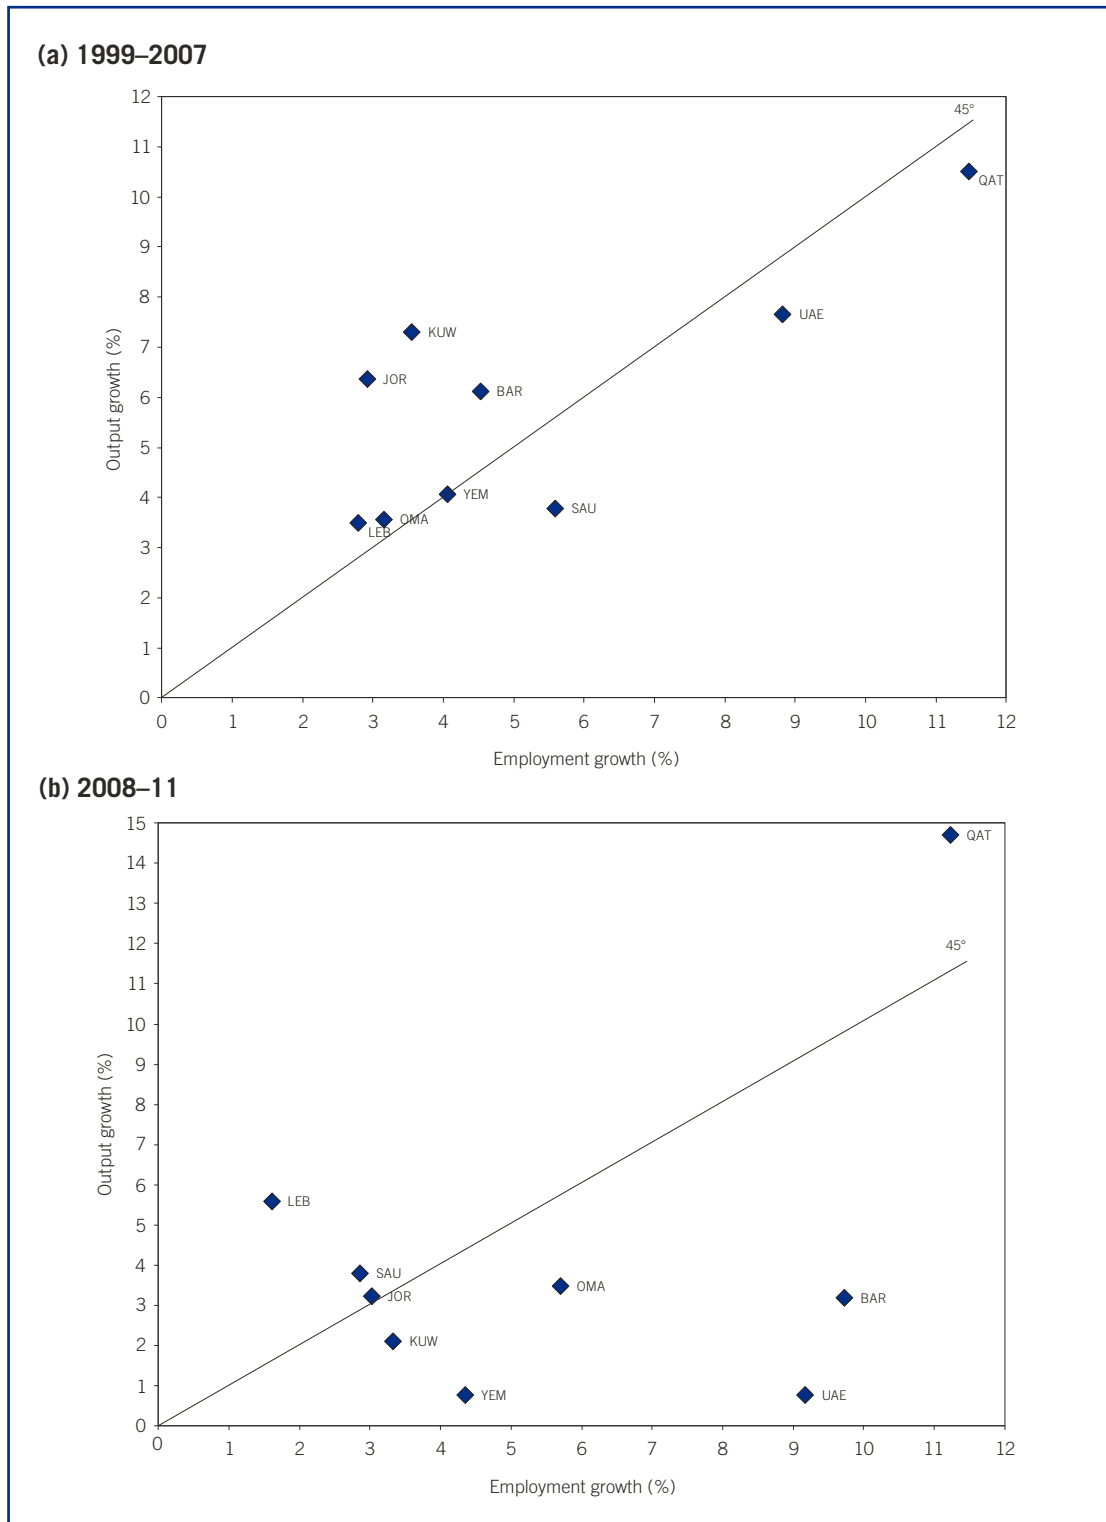 (a) 1999–2007
12
11
10
9
8
7
6
5
4
3
2
1
0
Output growth (%)
45°
QAT
UAE
KUW
JOR
BAR
YEM
SAU
OMA
LEB
0 1 2 3 4 5 6 7 8 9 10 11 12
Employment growth (%)
(b) 2008–11
15
14
13
12
11
10
9
8
7
6
5
4
3
2
1
0
Output growth (%)
QAT
45°
LEB
SAU
OMA
JOR
BAR
KUW
YEM
UAE
0 1 2 3 4 5 6 7 8 9 10 11 12
Employment growth (%)